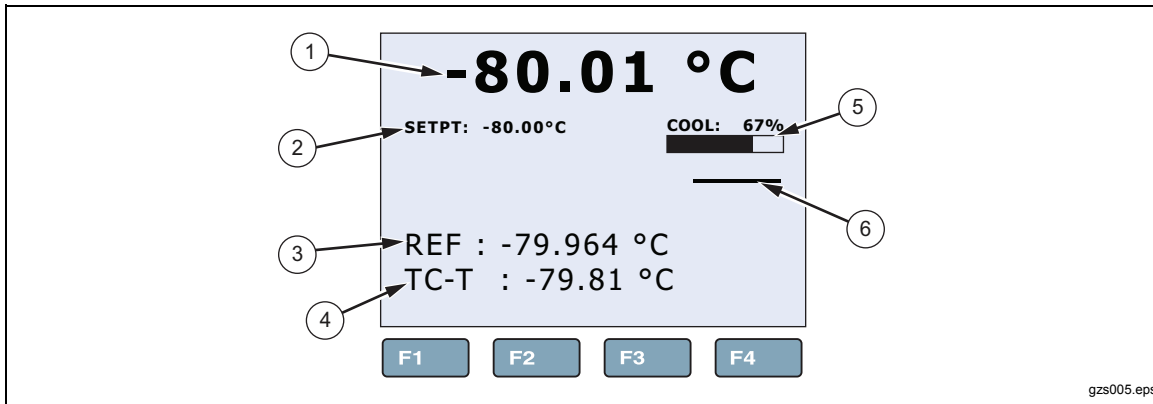 1
-80.01 °C
2
SETPT: -80.00°C
COOL: 67%
5
6
3
REF : -79.964 °C
4
TC-T : -79.81 °C
F1 F2 F3 F4
gzs005.eps